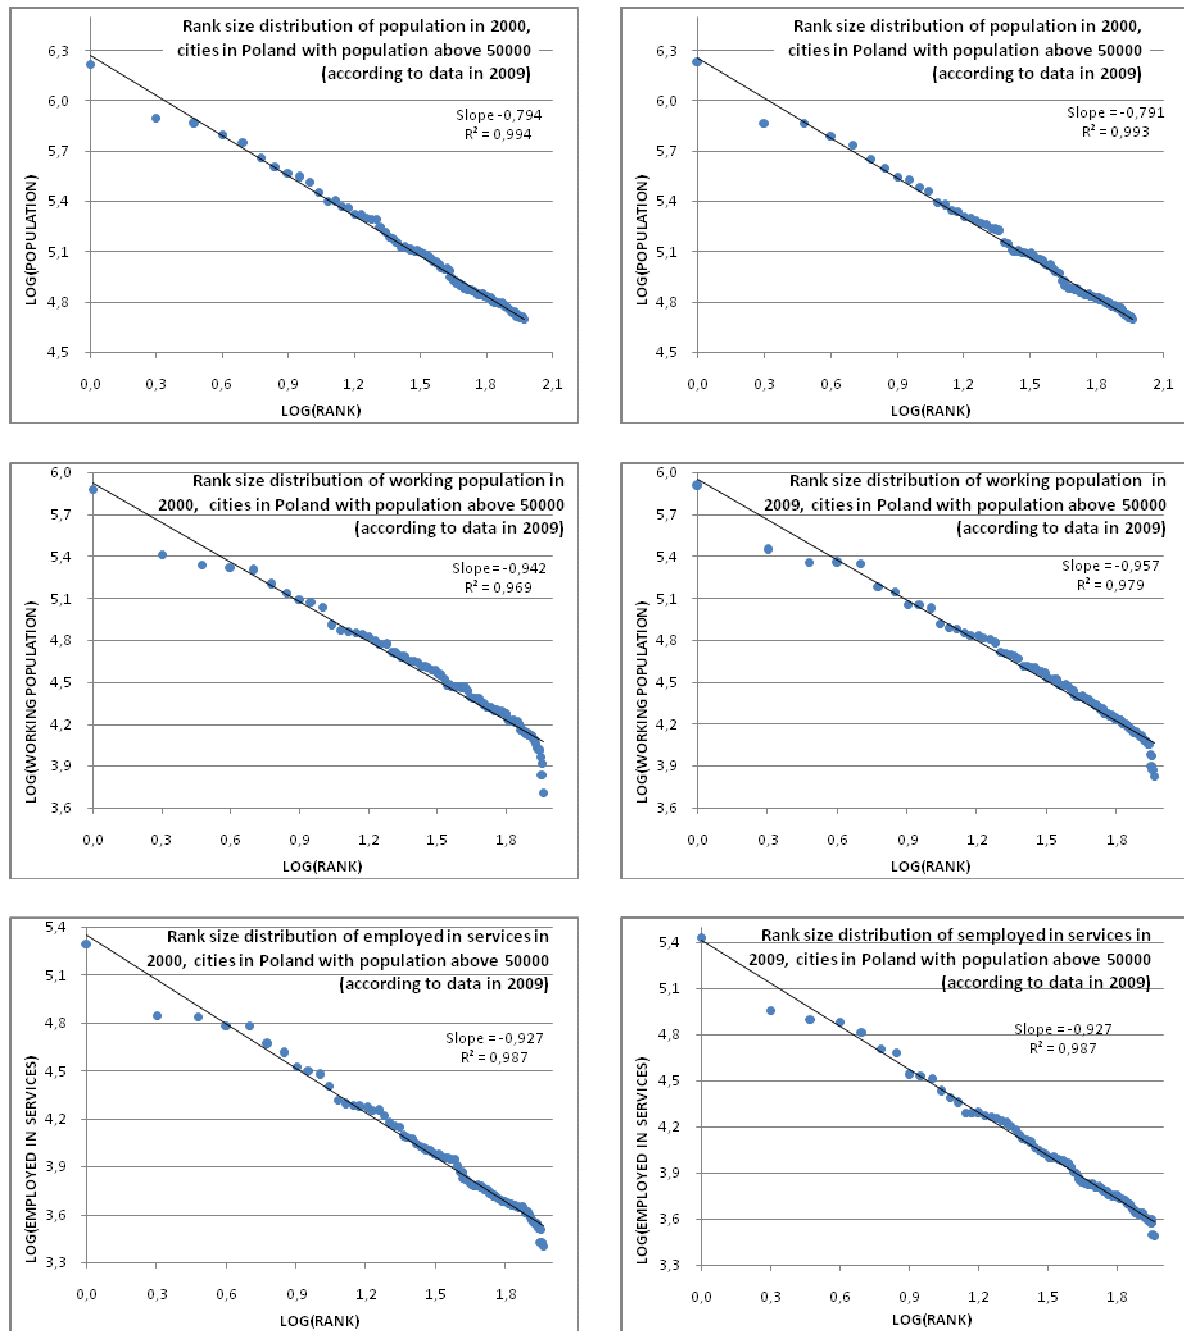 Rank size distribution of population in 2000,
cities in Poland with population above 50000
(according to data in 2009)
Slope -0,794
R² = 0,994
LOG(POPULATION)
6,3
6,0
5,7
5,4
5,1
4,8
4,5
0,0 0,3 0,6 0,9 1,2 1,5 1,8 2,1
LOG(RANK)
Rank size distribution of population in 2000,
cities in Poland with population above 50000
(according to data in 2009)
Slope = -0,791
R² = 0,993
LOG(POPULATION)
6,3
6,0
5,7
5,4
5,1
4,8
4,5
0,0 0,3 0,6 0,9 1,2 1,5 1,8 2,1
LOG(RANK)
Rank size distribution of working population in
2000, cities in Poland with population above 50000
(according to data in 2009)
Slope = -0,942
R² = 0,969
LOG(WORKING POPULATION)
6,0
5,7
5,4
5,1
4,8
4,5
4,2
3,9
3,6
0,0 0,3 0,6 0,9 1,2 1,5 1,8
LOG(RANK)
Rank size distribution of working population in
2009, cities in Poland with population above 50000
(according to data in 2009)
Slope = -0,957
R² = 0,979
LOG(WORKING POPULATION)
6,0
5,7
5,4
5,1
4,8
4,5
4,2
3,9
3,6
0,0 0,3 0,6 0,9 1,2 1,5 1,8
LOG(RANK)
Rank size distribution of employed in services in
2000, cities in Poland with population above 50000
(according to data in 2009)
Slope = -0,927
R² = 0,987
LOG(EMPLOYED IN SERVICES)
5,4
5,1
4,8
4,5
4,2
3,9
3,6
3,3
0,0 0,3 0,6 0,9 1,2 1,5 1,8
LOG(RANK)
Rank size distribution of semployed in services in
2009, cities in Poland with population above 50000
(according to data in 2009)
Slope = -0,927
R² = 0,987
LOG(EMPLOYED IN SERVICES)
5,4
5,1
4,8
4,5
4,2
3,9
3,6
3,3
0,0 0,3 0,6 0,9 1,2 1,5 1,8
LOG(RANK)